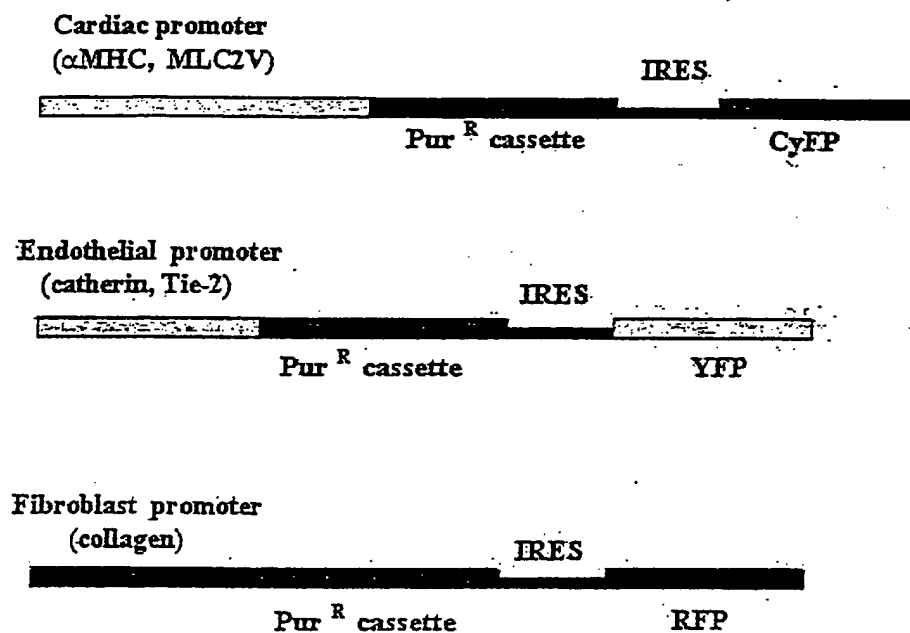 Cardiac promoter
(αMHC, MLC2V)
IRES
Pur R cassette
CyFP
Endothelial promoter
(catherin, Tie-2)
IRES
Pur R cassette
YFP
Fibroblast promoter
(collagen)
IRES
Pur R cassette
RFP